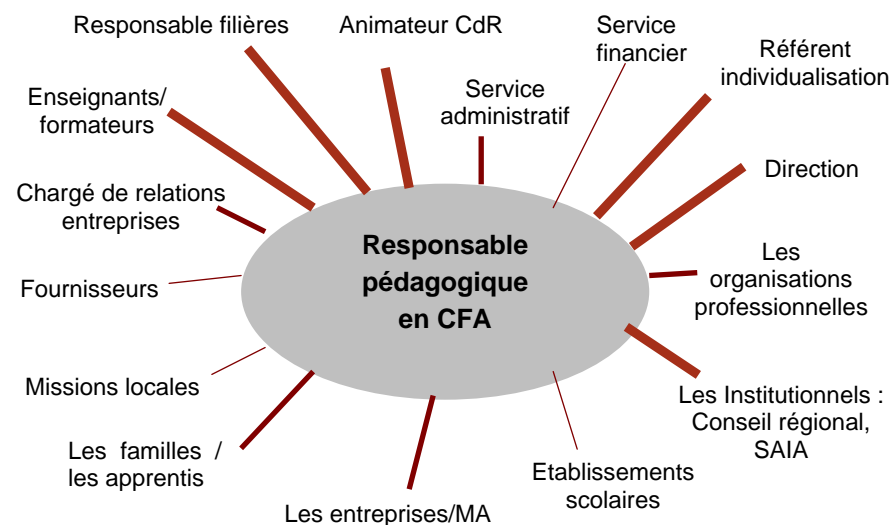 Responsable filières
Animateur CdR
Service
financier
Référent
individualisation
Enseignants/
formateurs
Service
administratif
Direction
Chargé de relations
entreprises
Responsable
pédagogique
en CFA
Les
organisations
professionnelles
Fournisseurs
Missions locales
Les Institutionnels :
Conseil régional,
SAIA
Les familles /
les apprentis
Etablissements
scolaires
Les entreprises/MA